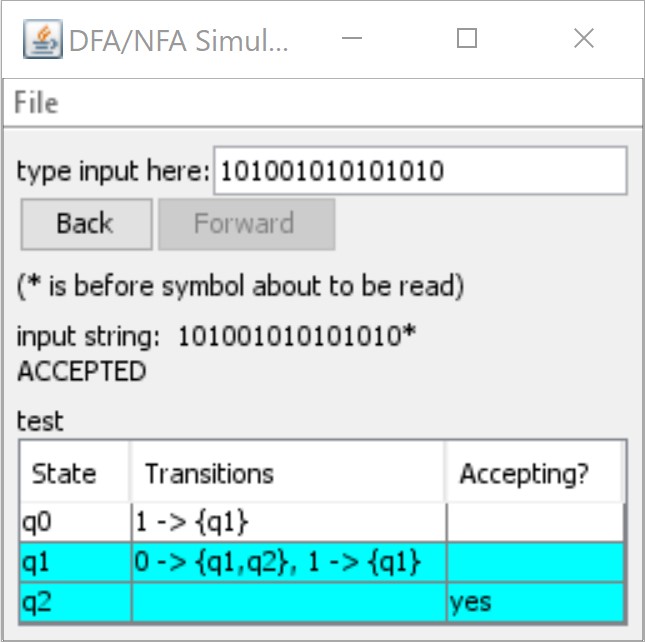 DFA/NFA Simul...
File
type input here: 101001010101010
Back Forward
(* is before symbol about to be read)
input string: 101001010101010*
ACCEPTED
test
State Transitions Accepting?
q0 1 -> {q1}
q1 0 -> {q1,q2}, 1 -> {q1}
q2 yes